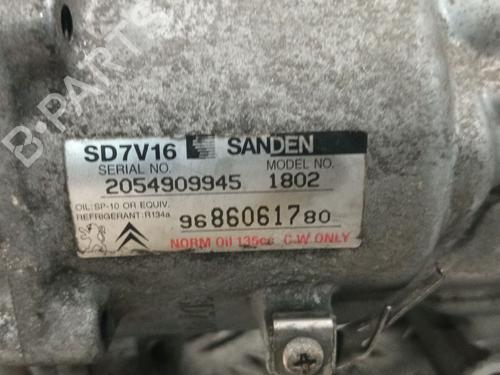 SD7V16 SANDEN
SERIAL NO. MODEL NO.
2054909945 1802
OIL:SP-10 OR EQUIV.
REFRIGERANT:R134a
9686061780
NORM Oil 135cc C.W ONLY
B-PARTS